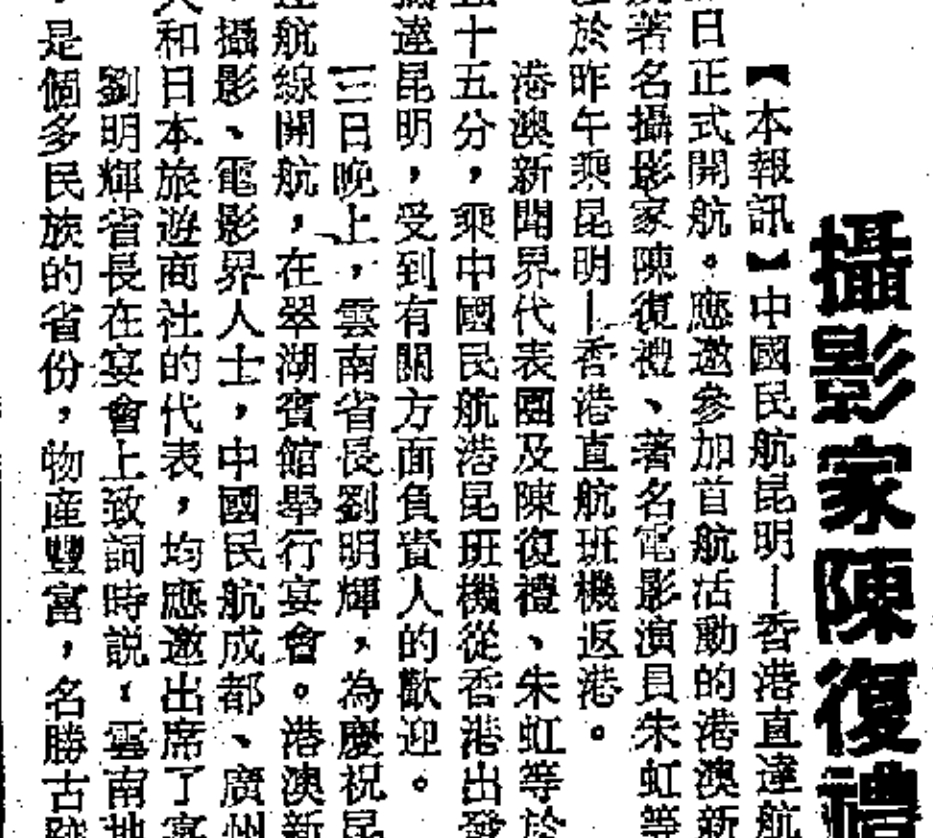 攝影家陳復禮
【本報訊】中國民航昆明—香港直達航
日正式開航。應邀參加首航活動的港澳新
著名攝影家陳復禮、著名電影演員朱虹等
於昨午乘昆明—香港直航班機返港。
港澳新聞界代表團及陳復禮、朱虹等於
十五分，乘中國民航港昆班機從香港出發
達昆明，受到有關方面負責人的歡迎。
三日晚上，雲南省長劉明輝，為慶祝昆
航線開航，在翠湖賓館舉行宴會。港澳新
、攝影、電影界人士，中國民航成都、廣州
和日本旅遊商社的代表，均應邀出席了宴
劉明輝省長在宴會上致詞時説：雲南地
，是個多民族的省份，物產豐富，名勝古跡